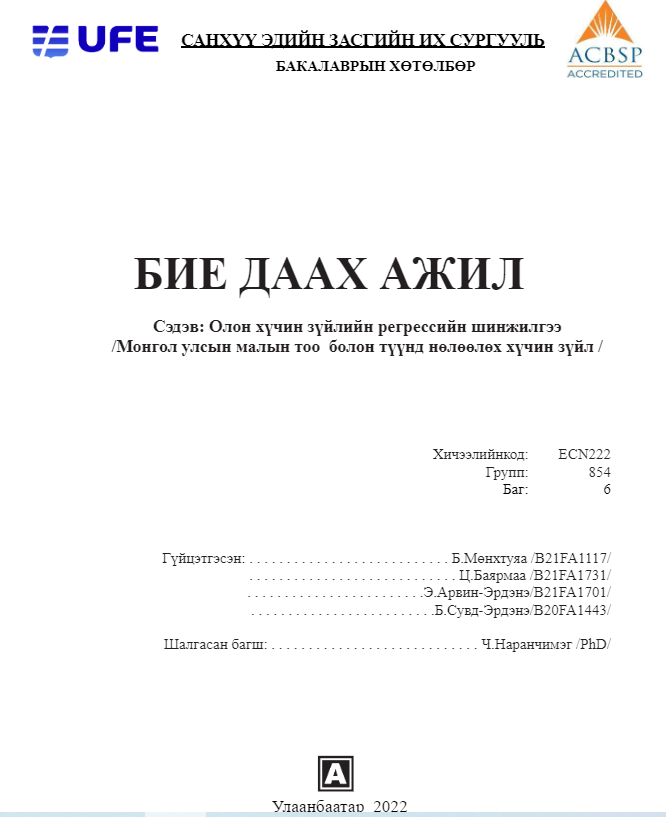 UFE
САНХҮҮ ЭДИЙН ЗАСГИЙН ИХ СУРГУУЛЬ
БАКАЛАВРЫН ХӨТӨЛБӨР
ACBSP
ACCREDITED
БИЕ ДААХ АЖИЛ
Сэдэв: Олон хүчин зүйлийн регрессийн шинжилгээ
/Монгол улсын малын тоо болон түүнд нөлөөлөх хүчин зүйл /
Хичээлийнкод: ECN222
Групп: 854
Баг: 6
Гүйцэтгэсэн: . . . . . . . . . . . . . . . . . . . . . . . . . . . Б.Мөнхтуяа /B21FA1117/
. . . . . . . . . . . . . . . . . . . . . . . . . . . . Ц.Баярмаа /B21FA1731/
. . . . . . . . . . . . . . . . . . . . . . . .Э.Арвин-Эрдэнэ/B21FA1701/
. . . . . . . . . . . . . . . . . . . . . . . . .Б.Сувд-Эрдэнэ/B20FA1443/
Шалгасан багш: . . . . . . . . . . . . . . . . . . . . . . . . . . . . Ч.Наранчимэг /PhD/
A
Улаанбаатар 2022